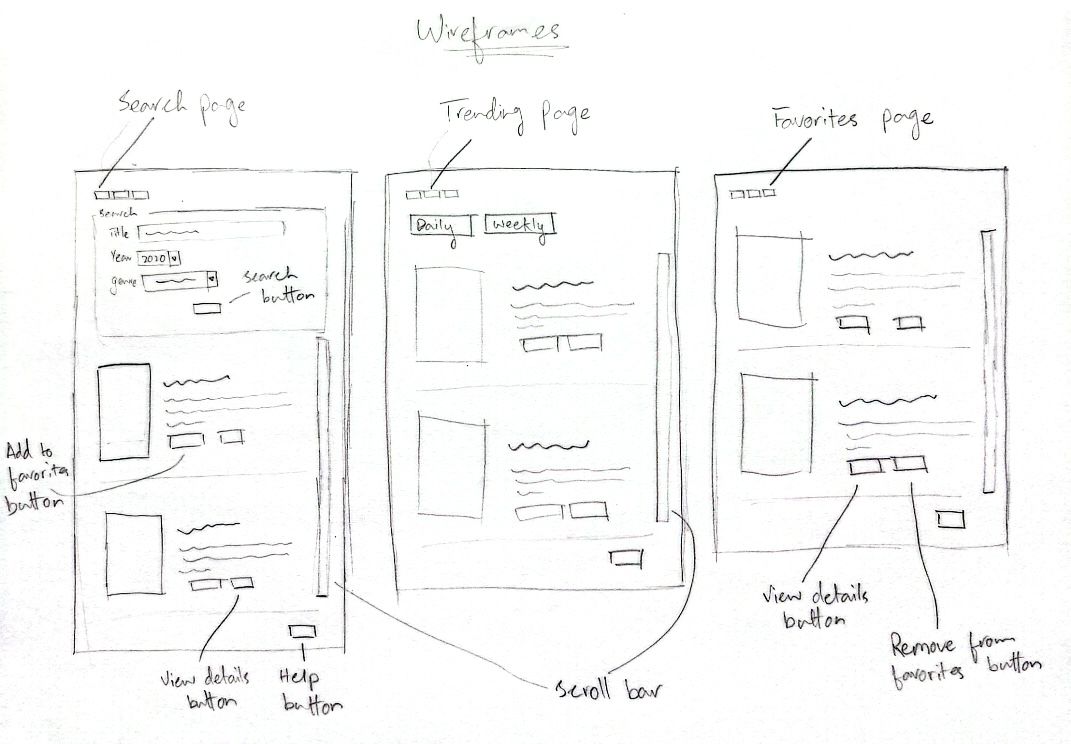 Wireframes
Search page
Trending page
Favorites page
Search
Title
Year 2020
genre
search
button
Daily
weekly
Add to
favorites
button
View details
button
Help
button
scroll bar
View details
button
Remove from
favorites button